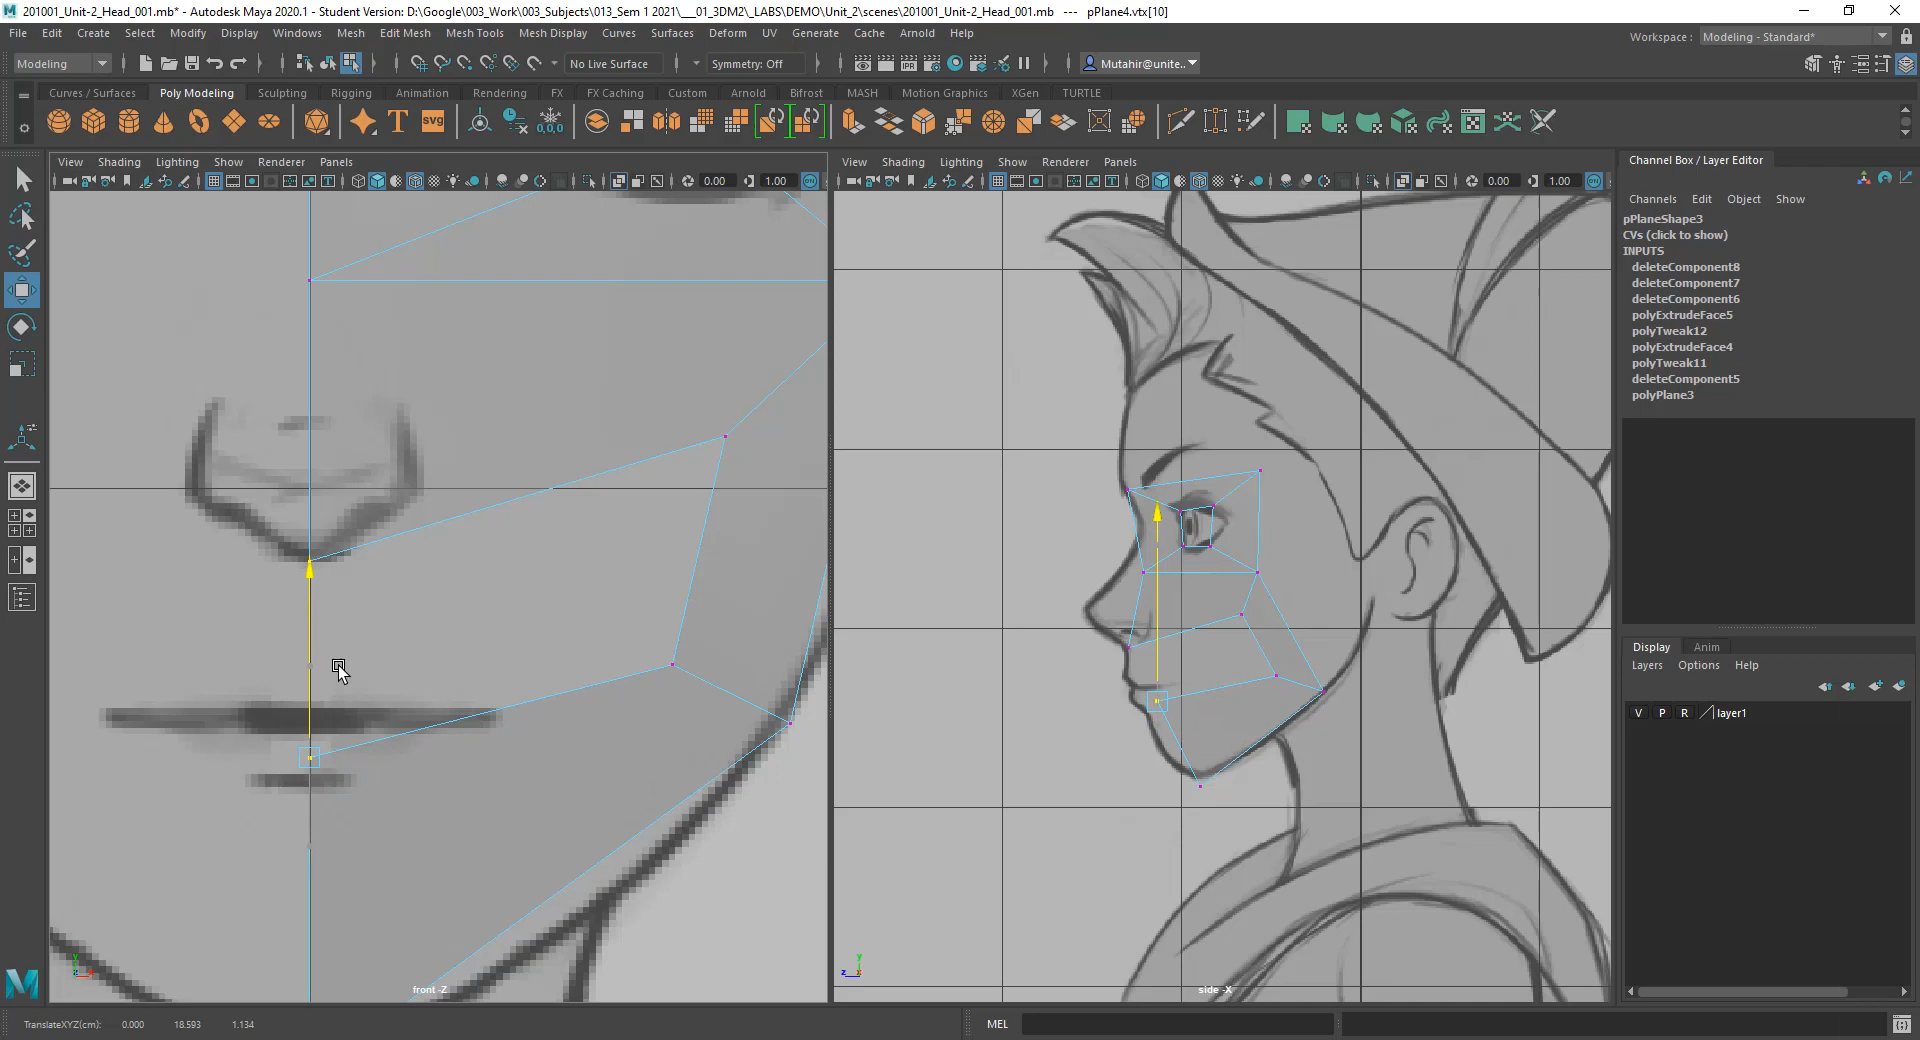 201001_Unit-2_Head_001.mb* - Autodesk Maya 2020.1 - Student Version: D:\Google\003_Work\003_Subjects\013_Sem 1 2021\___01_3DM2\_LABS\DEMO\Unit_2\scenes\201001_Unit-2_Head_001.mb --- pPlane4.vtx[10]
File Edit Create Select Modify Display Windows Mesh Edit Mesh Mesh Tools Mesh Display Curves Surfaces Deform UV Generate Cache Arnold Help
Workspace : Modeling - Standard*
Modeling No Live Surface Symmetry: Off IPR Mutahir@unite..
Curves / Surfaces Poly Modeling Sculpting Rigging Animation Rendering FX FX Caching Custom Arnold Bifrost MASH Motion Graphics XGen TURTLE
T SVG 0,0,0
View Shading Lighting Show Renderer Panels
0.00 1.00
View Shading Lighting Show Renderer Panels
0.00 1.00
front -Z
side -X
Channel Box / Layer Editor
Channels Edit Object Show
pPlaneShape3
CVs (click to show)
INPUTS
deleteComponent8
deleteComponent7
deleteComponent6
polyExtrudeFace5
polyTweak12
polyExtrudeFace4
polyTweak11
deleteComponent5
polyPlane3
Display Anim
Layers Options Help
V P R layer1
TranslateXYZ(cm): 0.000 18.593 1.134
MEL